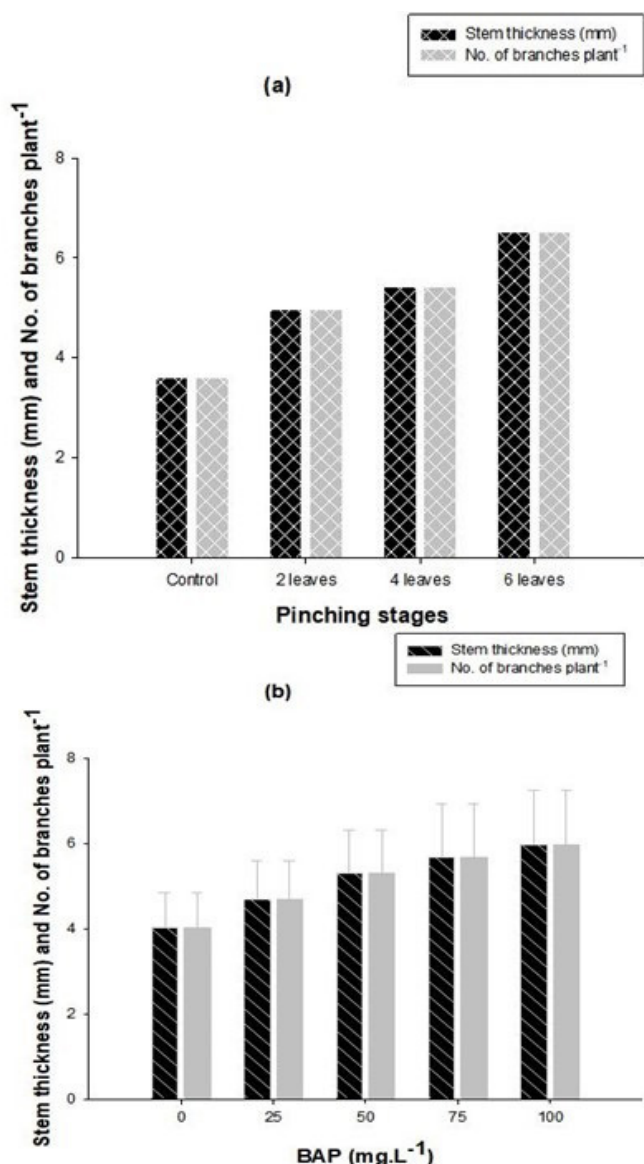 Stem thickness (mm)
No. of branches plant⁻¹
(a)
Stem thickness (mm) and No. of branches plant⁻¹
8
6
4
2
0
Control 2 leaves 4 leaves 6 leaves
Pinching stages
Stem thickness (mm)
No. of branches plant⁻¹
(b)
Stem thickness (mm) and No. of branches plant⁻¹
8
6
4
2
0
0 25 50 75 100
BAP (mg.L⁻¹)